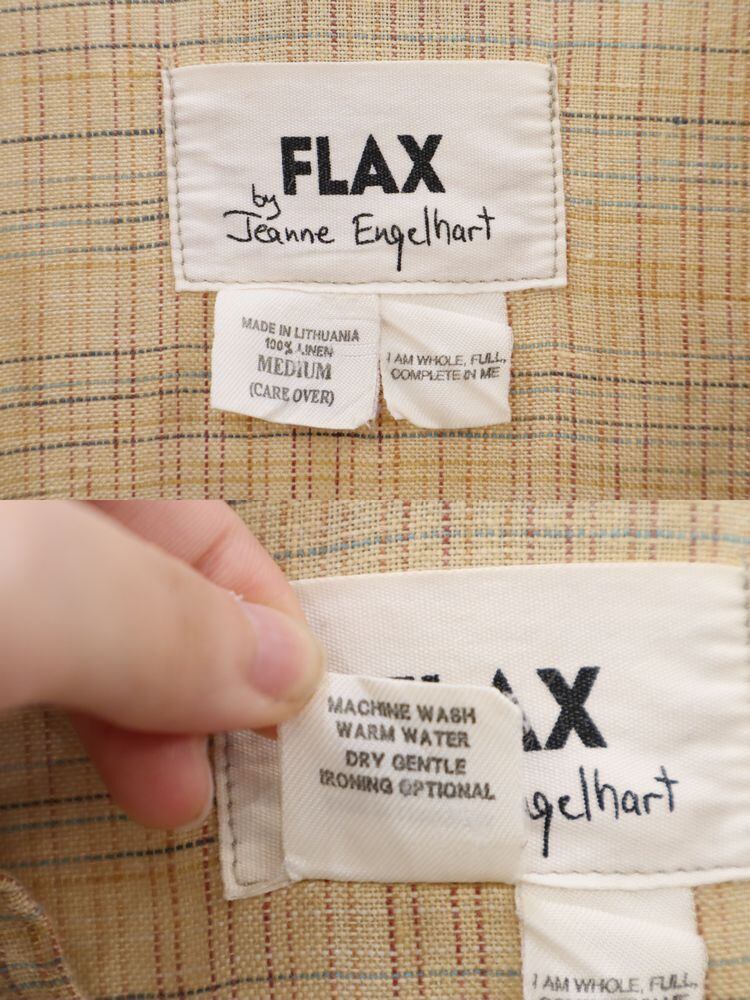 FLAX
by
Jeanne Engelhart
MADE IN LITHUANIA
100% LINEN
MEDIUM
(CARE OVER)
I AM WHOLE, FULL,
COMPLETE IN ME
AX
MACHINE WASH
WARM WATER
DRY GENTLE
IRONING OPTIONAL
gelhart
I AM WHOLE, FULL,